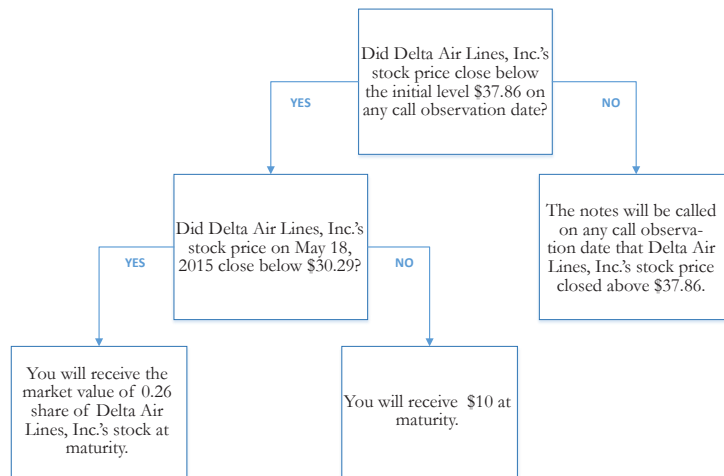 Did Delta Air Lines, Inc.'s
stock price close below
the initial level $37.86 on
any call observation date?
YES
NO
Did Delta Air Lines, Inc.'s
stock price on May 18,
2015 close below $30.29?
The notes will be called
on any call observa-
tion date that Delta Air
Lines, Inc.'s stock price
closed above $37.86.
YES
NO
You will receive the
market value of 0.26
share of Delta Air
Lines, Inc.'s stock at
maturity.
You will receive $10 at
maturity.